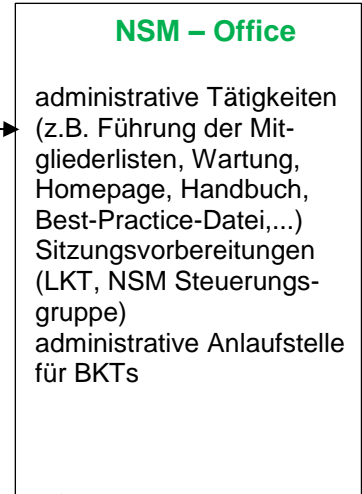 NSM – Office
administrative Tätigkeiten
(z.B. Führung der Mit-
gliederlisten, Wartung,
Homepage, Handbuch,
Best-Practice-Datei,...)
Sitzungsvorbereitungen
(LKT, NSM Steuerungs-
gruppe)
administrative Anlaufstelle
für BKTs